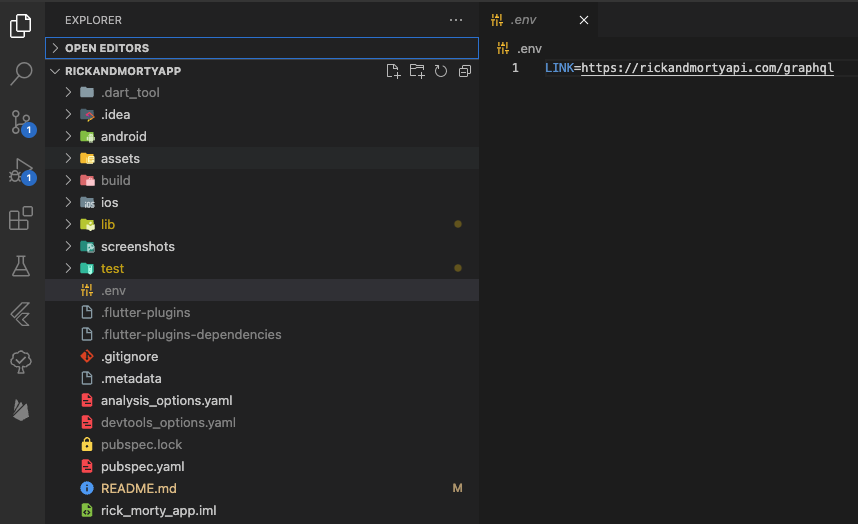 EXPLORER
...
OPEN EDITORS
RICKANDMORTYAPP
.dart_tool
.idea
android
assets
build
ios
lib
screenshots
test
.env
.flutter-plugins
.flutter-plugins-dependencies
.gitignore
.metadata
analysis_options.yaml
devtools_options.yaml
pubspec.lock
pubspec.yaml
README.md M
rick_morty_app.iml
1
1
.env
.env
1 LINK=https://rickandmortyapi.com/graphql